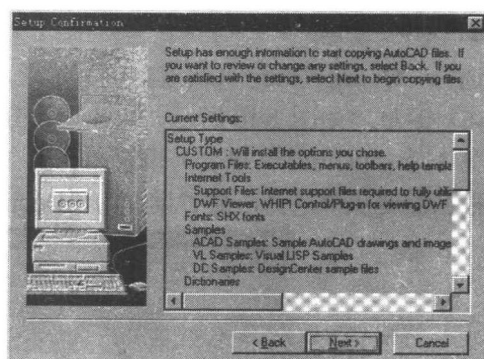 Setup Confirmation
Setup has enough information to start copying AutoCAD files. If
you want to review or change any settings, select Back. If you
are satisfied with the settings, select Next to begin copying files.
Current Settings:
Setup Type
CUSTOM : Will install the options you chose.
Program Files: Executables, menus, toolbars, help templa
Internet Tools
Support Files: Internet support files required to fully utiliz
DWF Viewer: WHIP! Control/Plug-in for viewing DWF
Fonts: SHX fonts
Samples
ACAD Samples: Sample AutoCAD drawings and image
VL Samples: Visual LISP Samples
DC Samples: DesignCenter sample files
Dictionaries
< Back
Next >
Cancel